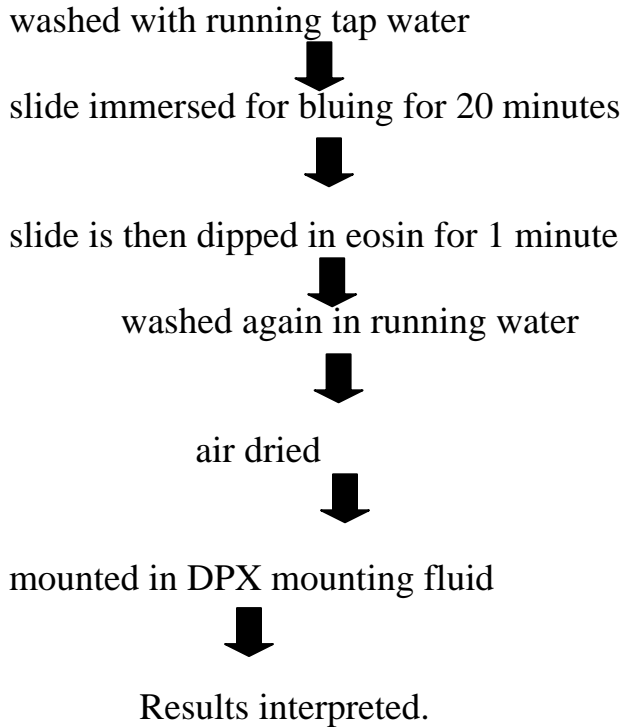 washed with running tap water
slide immersed for bluing for 20 minutes
slide is then dipped in eosin for 1 minute
washed again in running water
air dried
mounted in DPX mounting fluid
Results interpreted.